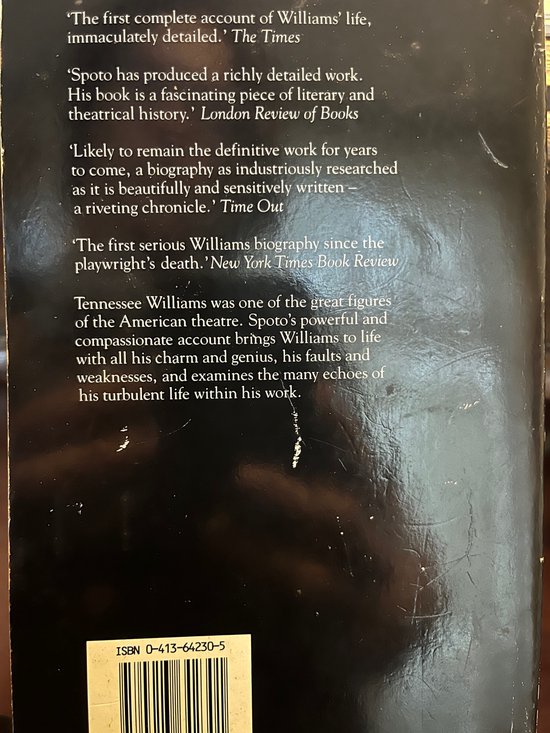 ‘The first complete account of Williams’ life,
immaculately detailed.’ The Times
‘Spoto has produced a richly detailed work.
His book is a fascinating piece of literary and
theatrical history.’ London Review of Books
‘Likely to remain the definitive work for years
to come, a biography as industriously researched
as it is beautifully and sensitively written –
a riveting chronicle.’ Time Out
‘The first serious Williams biography since the
playwright’s death.’ New York Times Book Review
Tennessee Williams was one of the great figures
of the American theatre. Spoto’s powerful and
compassionate account brings Williams to life
with all his charm and genius, his faults and
weaknesses, and examines the many echoes of
his turbulent life within his work.
ISBN 0-413-64230-5